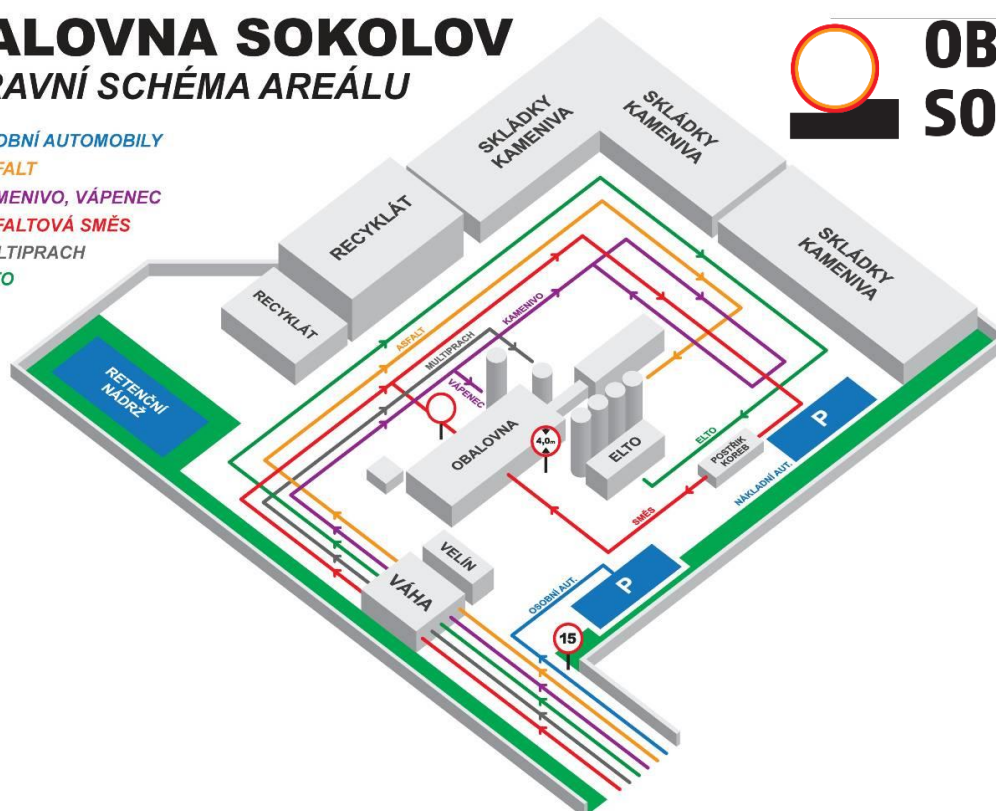 ALOVNA SOKOLOV
RAVNÍ SCHÉMA AREÁLU
OB
SO
OBNÍ AUTOMOBILY
FALT
MENIVO, VÁPENEC
FALTOVÁ SMĚS
LTIPRACH
TO
SKLÁDKY
KAMENIVA
SKLÁDKY
KAMENIVA
SKLÁDKY
KAMENIVA
RECYKLÁT
RECYKLÁT
RETENČNÍ
NÁDRŽ
ASFALT
MULTIPRACH
KAMENIVO
VÁPENEC
OBALOVNA
4,0m
ELTO
ELTO
POSTŘIK
KOREB
P
NÁKLADNÍ AUT.
SMĚS
VELÍN
VÁHA
OSOBNÍ AUT.
P
15